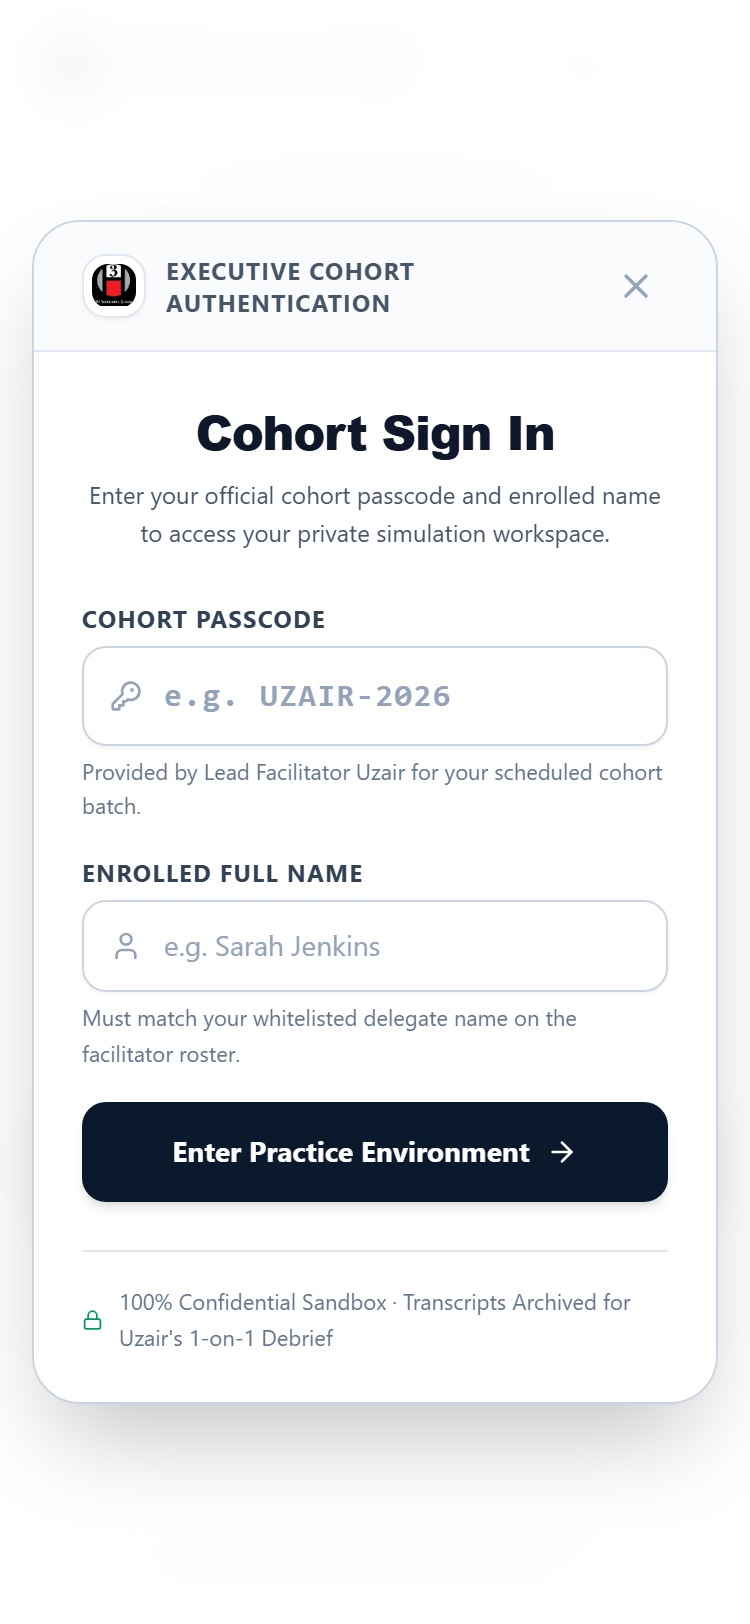 3
EXECUTIVE COHORT
AUTHENTICATION
Cohort Sign In
Enter your official cohort passcode and enrolled name
to access your private simulation workspace.
COHORT PASSCODE
e.g. UZAIR-2026
Provided by Lead Facilitator Uzair for your scheduled cohort
batch.
ENROLLED FULL NAME
e.g. Sarah Jenkins
Must match your whitelisted delegate name on the
facilitator roster.
Enter Practice Environment
100% Confidential Sandbox · Transcripts Archived for
Uzair's 1-on-1 Debrief